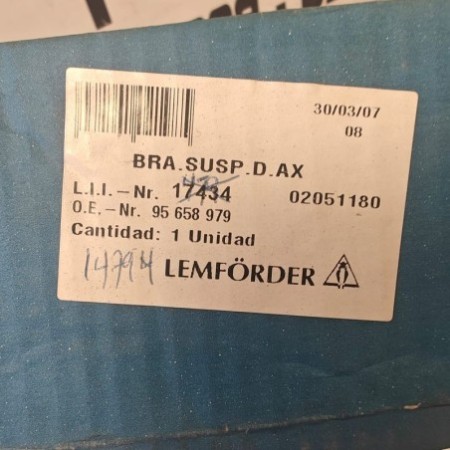 30/03/07
08
BRA.SUSP.D.AX
L.I.I.-Nr. 17434 02051180
O.E.-Nr. 95 658 979
Cantidad: 1 Unidad
14794 LEMFÖRDER